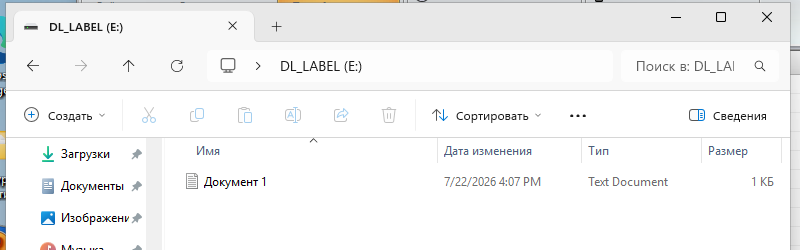 DL_LABEL (E:)
DL_LABEL (E:)
Поиск в: DL_LAI
Создать
Сортировать
Сведения
Загрузки
Документы
Изображени
Музыка
Имя
Дата изменения
Тип
Размер
Документ 1
7/22/2026 4:07 PM
Text Document
1 КБ